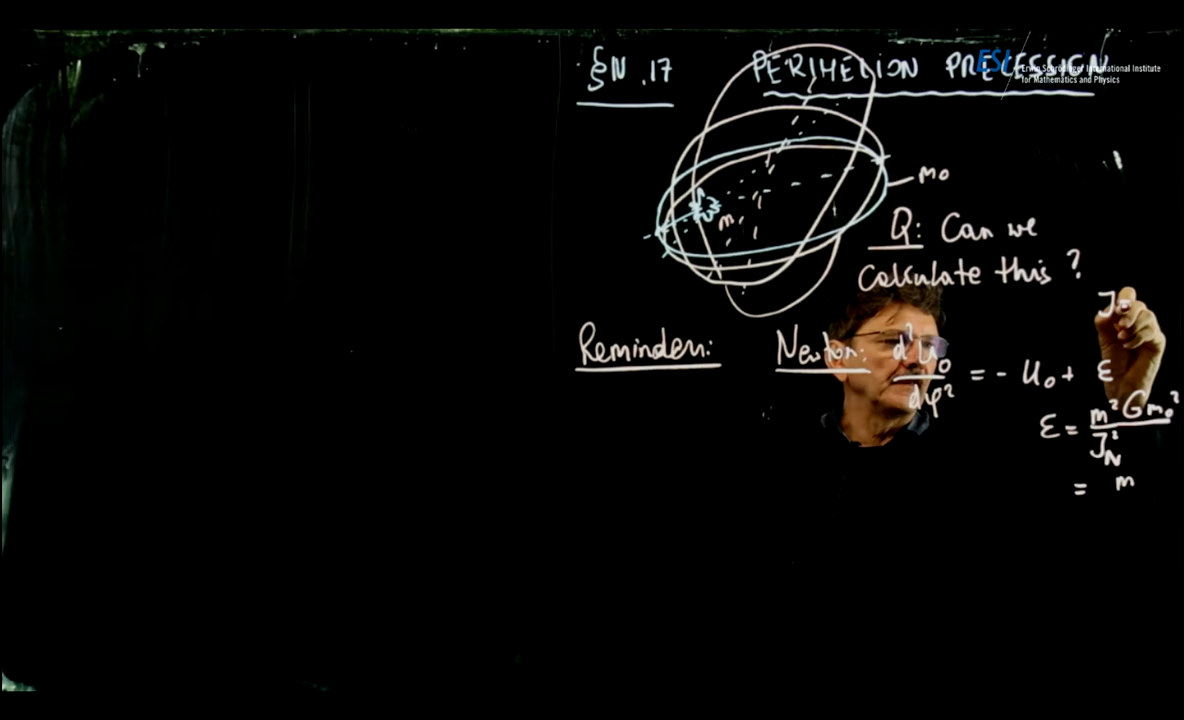 §N.17 PERIHELION PRECESSION
ESI Erwin Schrödinger International Institute
for Mathematics and Physics
m₀
m
Q: Can we
calculate this ?
Reminder: Newton: d²u₀/dφ² = - u₀ + ε
ε = m²Gm₀²/J_N²
= m